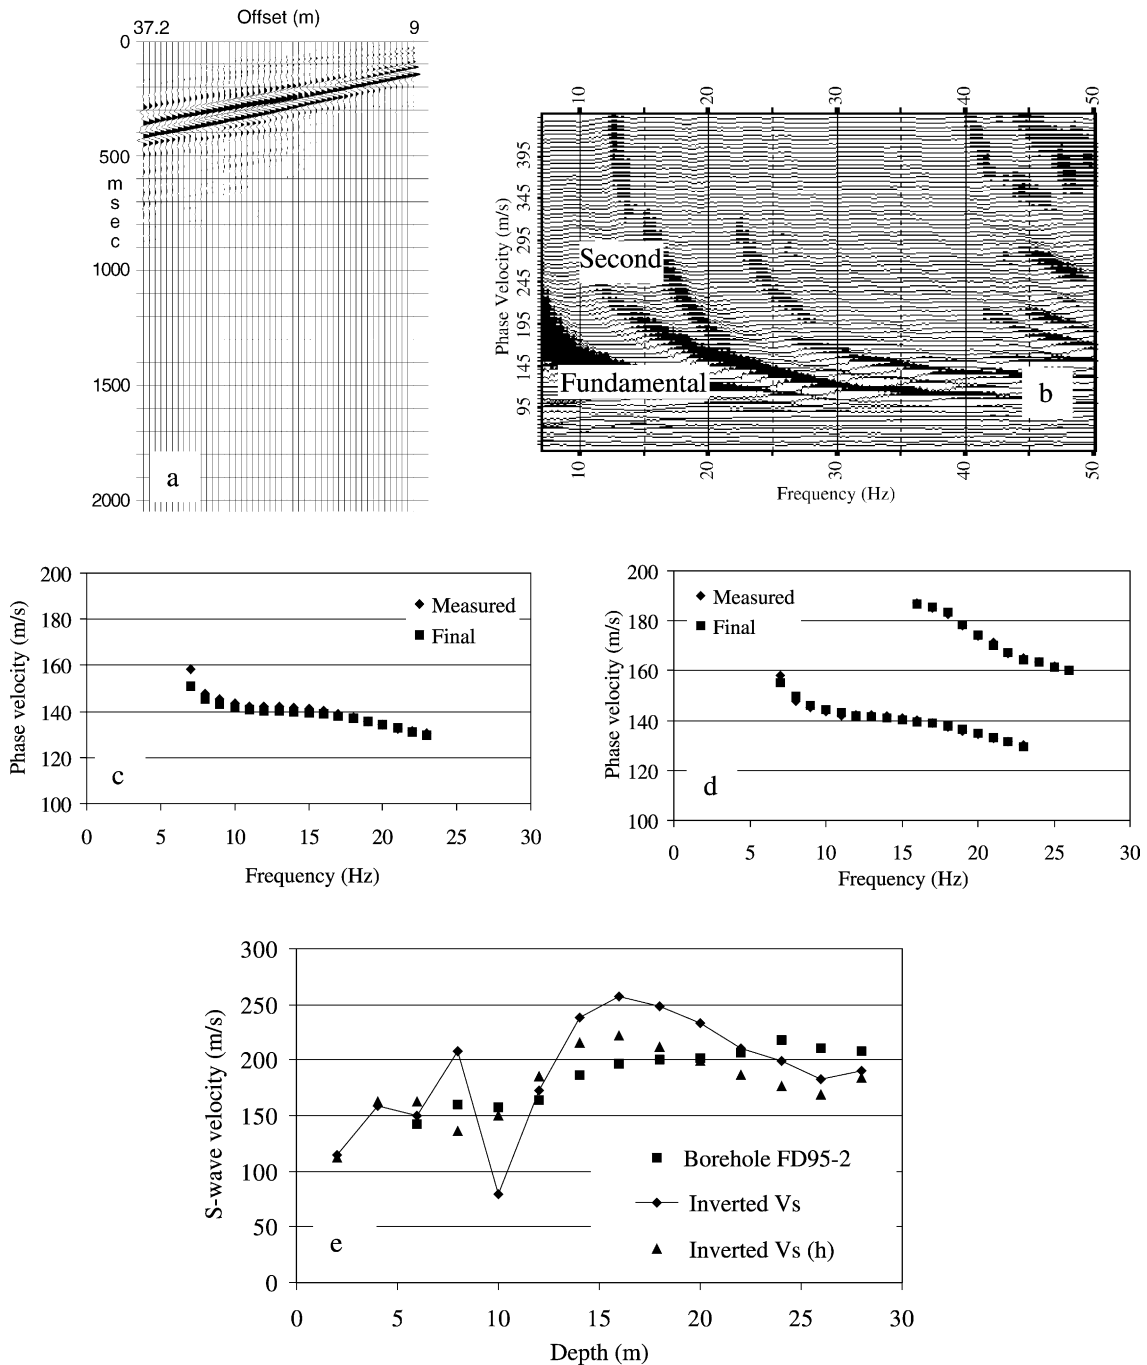 Offset (m)
37.2 9
0
500
m
s
e
c
1000
1500
2000
a
10 20 30 40 50
Phase Velocity (m/s)
395
345
295
245
195
145
95
Second
Fundamental
b
10 20 30 40 50
Frequency (Hz)
Phase velocity (m/s)
200
180
160
140
120
100
Measured
Final
c
0 5 10 15 20 25 30
Frequency (Hz)
Phase velocity (m/s)
200
180
160
140
120
100
Measured
Final
d
0 5 10 15 20 25 30
Frequency (Hz)
S-wave velocity (m/s)
300
250
200
150
100
50
0
Borehole FD95-2
Inverted Vs
Inverted Vs (h)
e
0 5 10 15 20 25 30
Depth (m)